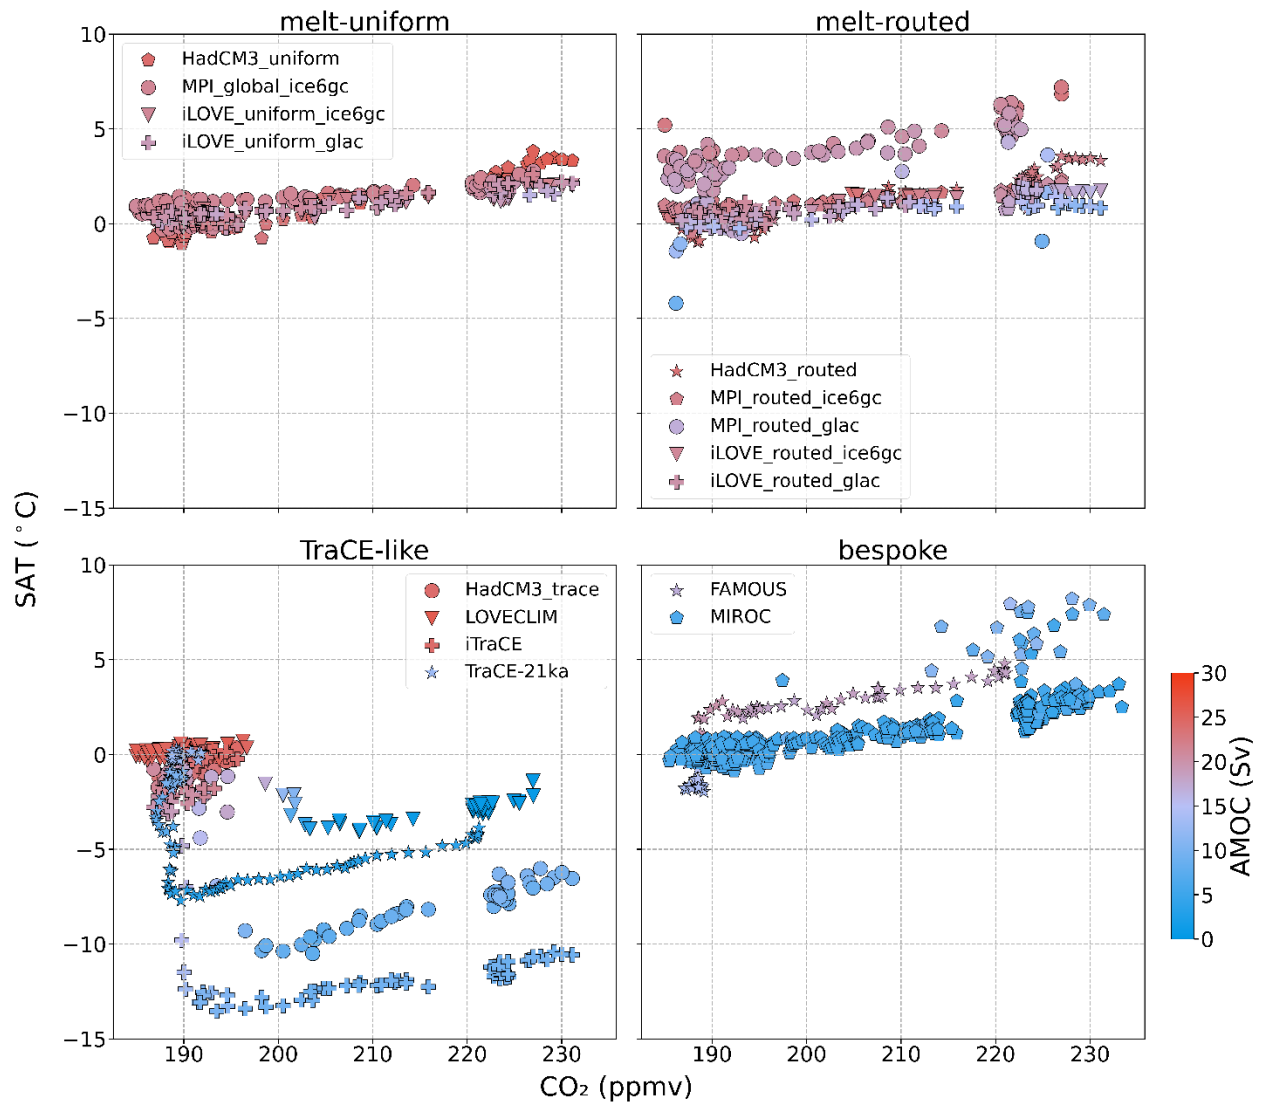 melt-uniform
melt-routed
10
5
0
−5
−10
−15
HadCM3_uniform
MPI_global_ice6gc
iLOVE_uniform_ice6gc
iLOVE_uniform_glac
HadCM3_routed
MPI_routed_ice6gc
MPI_routed_glac
iLOVE_routed_ice6gc
iLOVE_routed_glac
SAT (°C)
TraCE-like
bespoke
10
5
0
−5
−10
−15
HadCM3_trace
LOVECLIM
iTraCE
TraCE-21ka
FAMOUS
MIROC
190 200 210 220 230
190 200 210 220 230
CO₂ (ppmv)
30
25
20
15
10
5
0
AMOC (Sv)